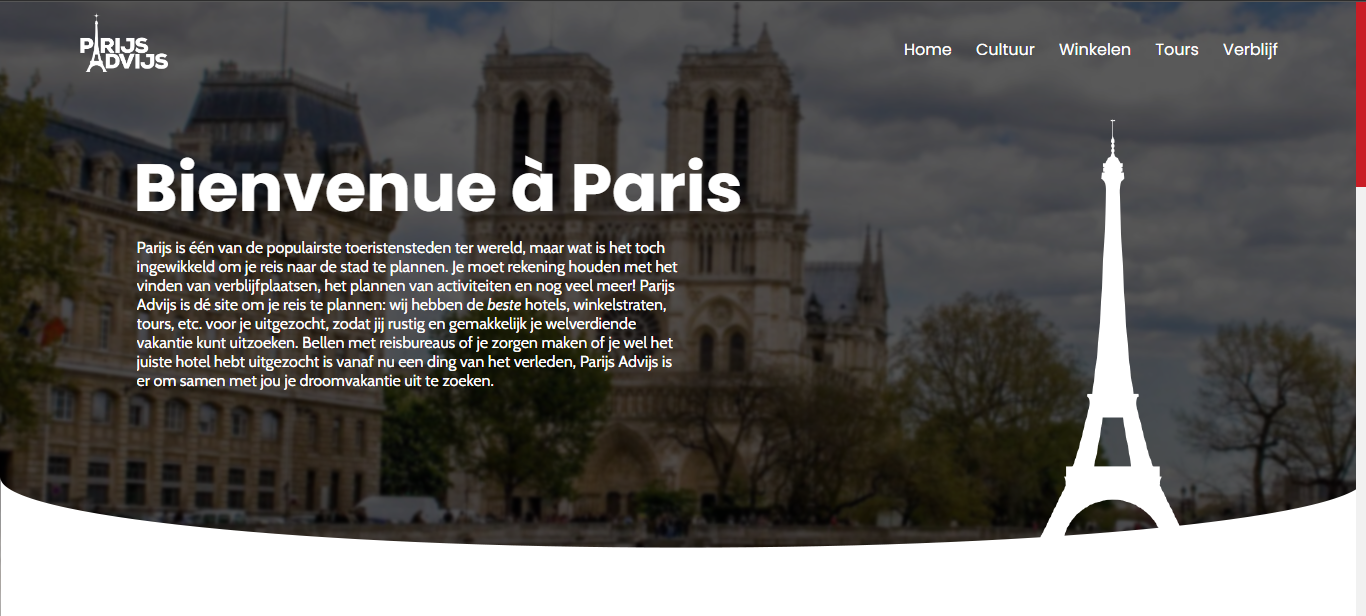 PARIJS
ADVIJS
Home Cultuur Winkelen Tours Verblijf
Bienvenue à Paris
Parijs is één van de populairste toeristensteden ter wereld, maar wat is het toch
ingewikkeld om je reis naar de stad te plannen. Je moet rekening houden met het
vinden van verblijfplaatsen, het plannen van activiteiten en nog veel meer! Parijs
Advijs is dé site om je reis te plannen: wij hebben de beste hotels, winkelstraten,
tours, etc. voor je uitgezocht, zodat jij rustig en gemakkelijk je welverdiende
vakantie kunt uitzoeken. Bellen met reisbureaus of je zorgen maken of je wel het
juiste hotel hebt uitgezocht is vanaf nu een ding van het verleden, Parijs Advijs is
er om samen met jou je droomvakantie uit te zoeken.